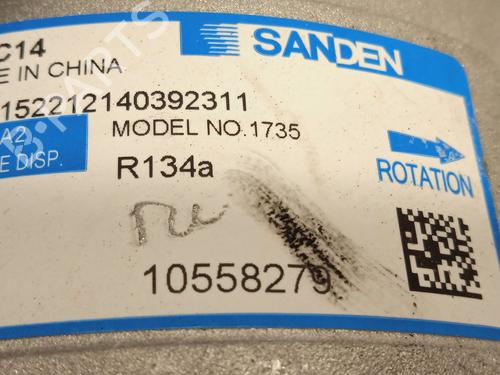 SANDEN
C14
E IN CHINA
152212140392311
A2)
MODEL NO.1735
E DISP.
R134a
ROTATION
10558279